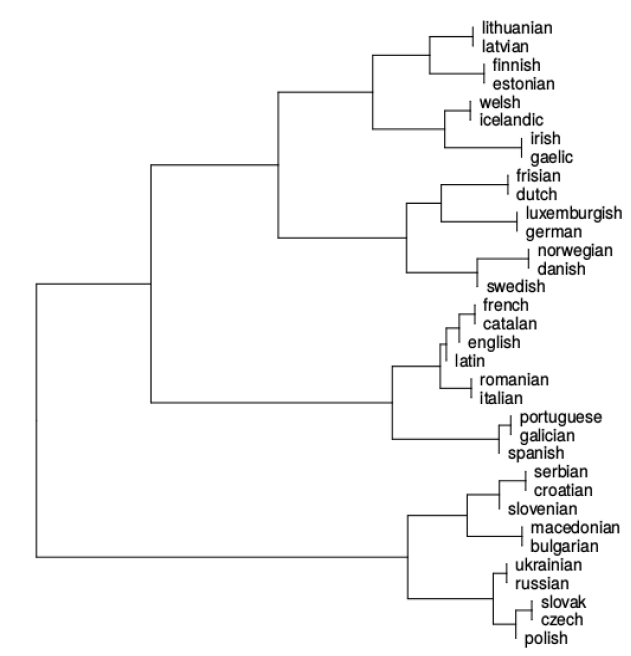 lithuanian
latvian
finnish
estonian
welsh
icelandic
irish
gaelic
frisian
dutch
luxemburgish
german
norwegian
danish
swedish
french
catalan
english
latin
romanian
italian
portuguese
galician
spanish
serbian
croatian
slovenian
macedonian
bulgarian
ukrainian
russian
slovak
czech
polish